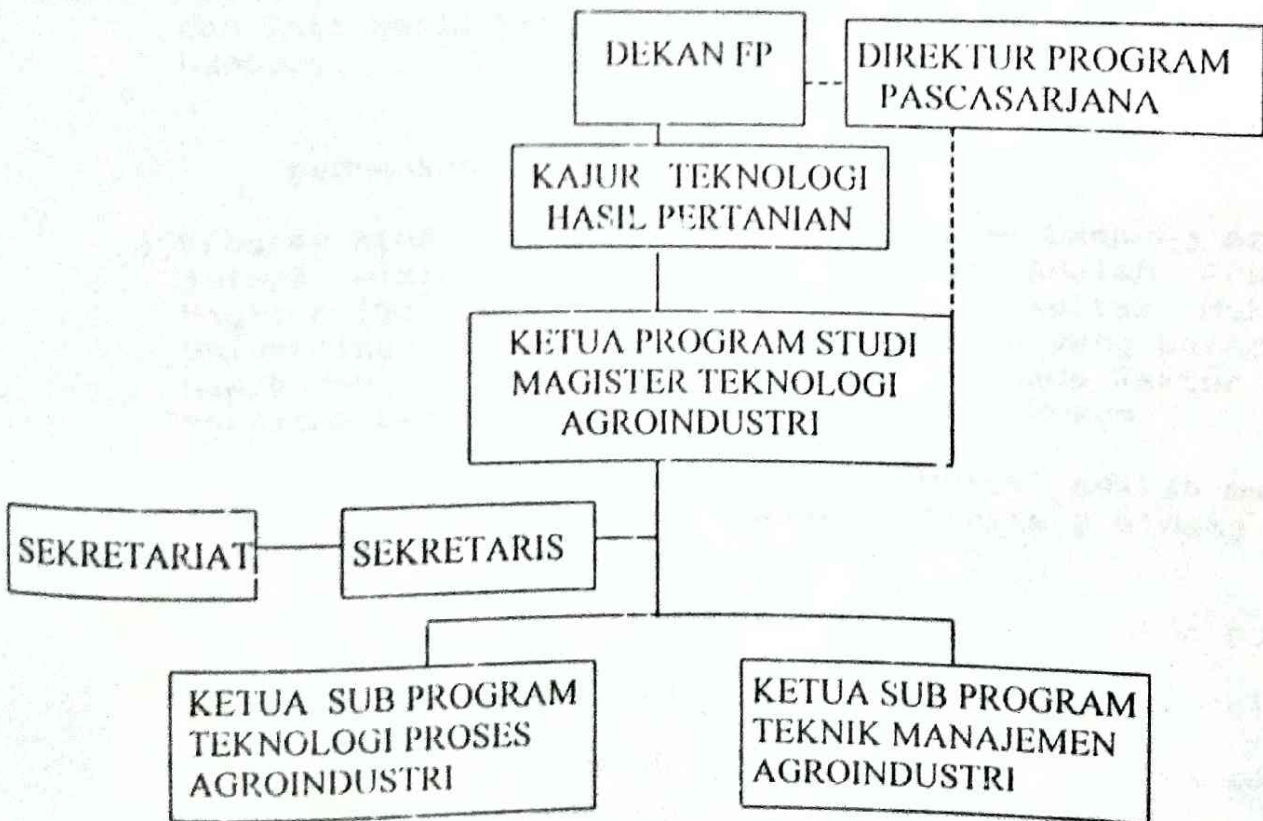 DEKAN FP
DIREKTUR PROGRAM
PASCASARJANA
KAJUR TEKNOLOGI
HASIL PERTANIAN
KETUA PROGRAM STUDI
MAGISTER TEKNOLOGI
AGROINDUSTRI
SEKRETARIAT
SEKRETARIS
KETUA SUB PROGRAM
TEKNOLOGI PROSES
AGROINDUSTRI
KETUA SUB PROGRAM
TEKNIK MANAJEMEN
AGROINDUSTRI